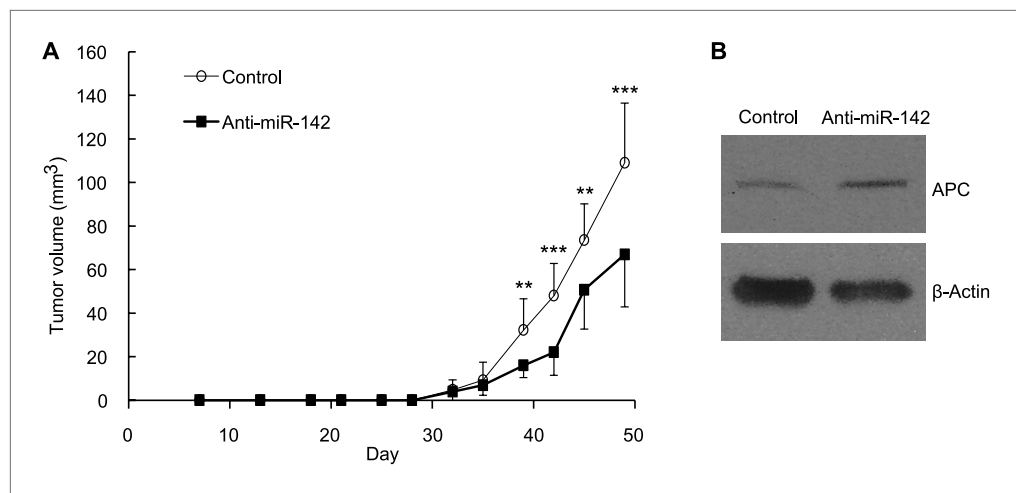 A
160
140
120
100
80
60
40
20
0
Tumor volume (mm3)
Control
Anti-miR-142
**
***
**
***
0 10 20 30 40 50
Day
B
Control Anti-miR-142
APC
β-Actin